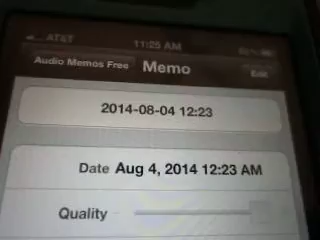 AT&T 11:25 AM
Audio Memos Free Memo Edit
2014-08-04 12:23
Date Aug 4, 2014 12:23 AM
Quality